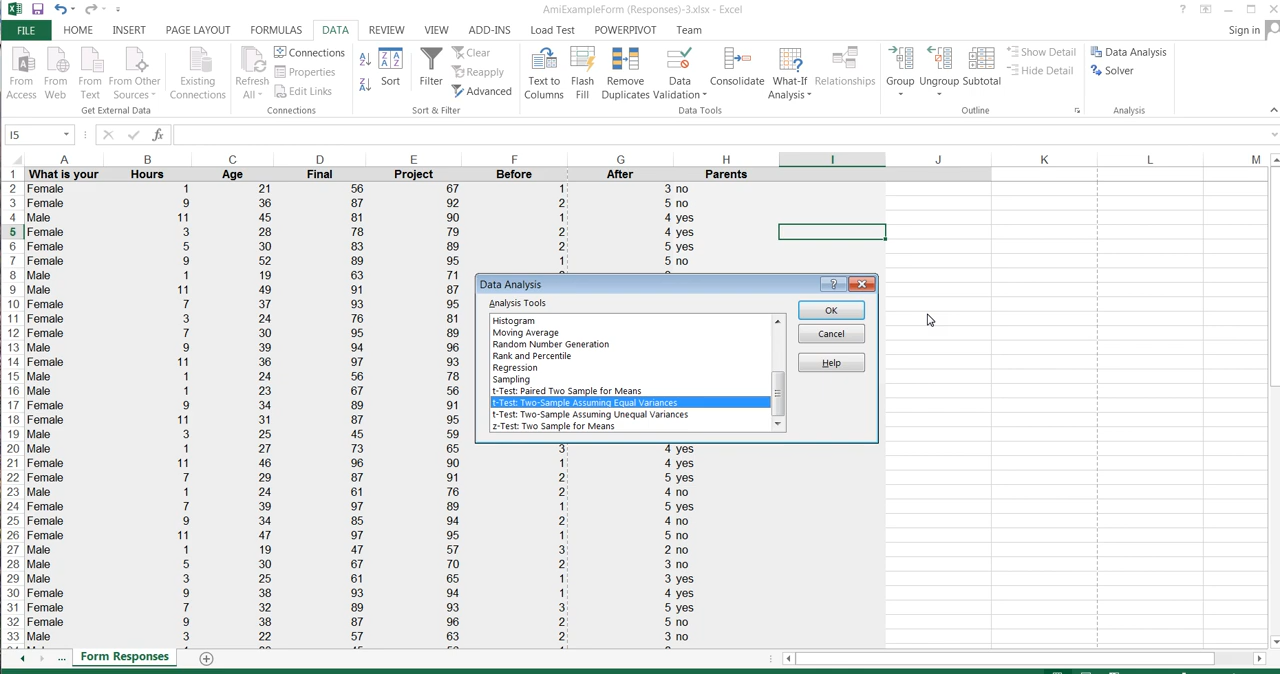 AmiExampleForm (Responses)-3.xlsx - Excel
FILE HOME INSERT PAGE LAYOUT FORMULAS DATA REVIEW VIEW ADD-INS Load Test POWERPIVOT Team Sign in
From Access From Web From Text From Other Sources Existing Connections Refresh All Connections Properties Edit Links Sort Filter Clear Reapply Advanced Text to Columns Flash Fill Remove Duplicates Data Validation Consolidate What-If Analysis Relationships Group Ungroup Subtotal Show Detail Hide Detail Data Analysis Solver
Get External Data Connections Sort & Filter Data Tools Outline Analysis
I5 fx
A B C D E F G H I J K L M
1 What is your Hours Age Final Project Before After Parents
2 Female 1 21 56 67 1 3 no
3 Female 9 36 87 92 2 5 no
4 Male 11 45 81 90 1 4 yes
5 Female 3 28 78 79 2 4 yes
6 Female 5 30 83 89 2 5 yes
7 Female 9 52 89 95 1 5 no
8 Male 1 19 63 71
9 Male 11 49 91 87
10 Female 7 37 93 95
11 Female 3 24 76 81
12 Female 7 30 95 89
13 Male 9 39 94 96
14 Female 11 36 97 93
15 Male 1 24 56 78
16 Male 1 23 67 56
17 Female 9 34 89 91
18 Female 11 31 87 95
19 Male 3 25 45 59
20 Male 1 27 73 65 3 4 yes
21 Female 11 46 96 90 1 4 yes
22 Female 7 29 87 91 2 5 yes
23 Male 1 24 61 76 2 4 no
24 Female 7 39 97 89 1 5 yes
25 Female 9 34 85 94 2 4 no
26 Female 11 47 97 95 1 5 no
27 Male 1 19 47 57 3 2 no
28 Male 5 30 67 70 2 3 no
29 Male 3 25 61 65 1 3 yes
30 Female 9 38 93 94 1 4 yes
31 Female 7 32 89 93 3 5 yes
32 Female 9 38 87 96 2 5 no
33 Male 3 22 57 63 2 3 no
Data Analysis
Analysis Tools
Histogram
Moving Average
Random Number Generation
Rank and Percentile
Regression
Sampling
t-Test: Paired Two Sample for Means
t-Test: Two-Sample Assuming Equal Variances
t-Test: Two-Sample Assuming Unequal Variances
z-Test: Two Sample for Means
OK
Cancel
Help
... Form Responses